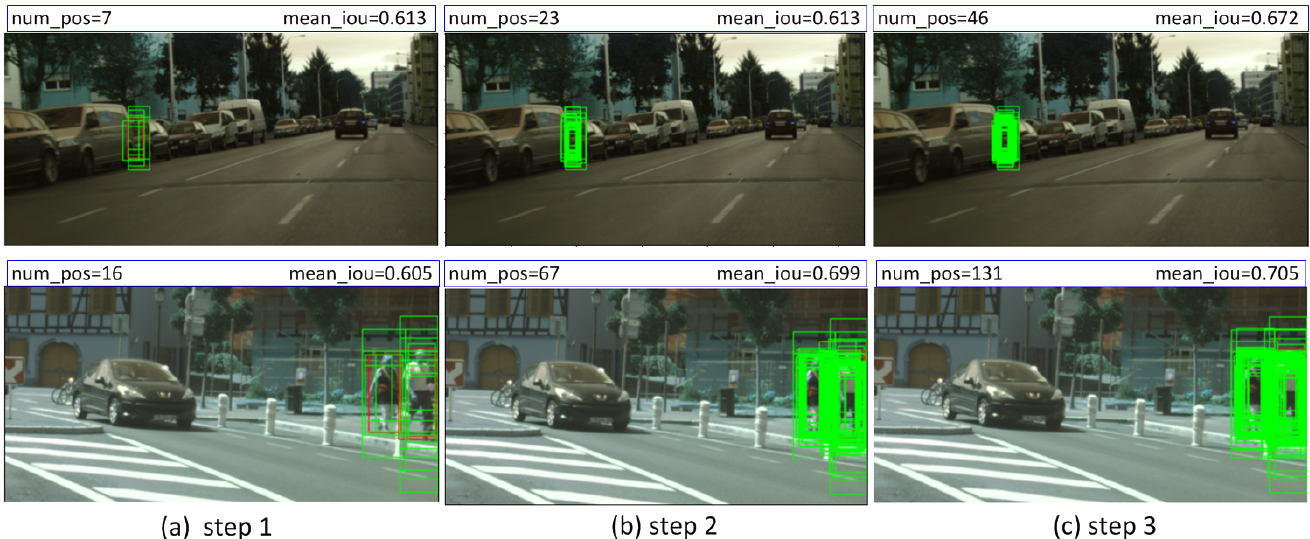 num_pos=7 mean_iou=0.613
num_pos=23 mean_iou=0.613
num_pos=46 mean_iou=0.672
num_pos=16 mean_iou=0.605
num_pos=67 mean_iou=0.699
num_pos=131 mean_iou=0.705
(a) step 1
(b) step 2
(c) step 3